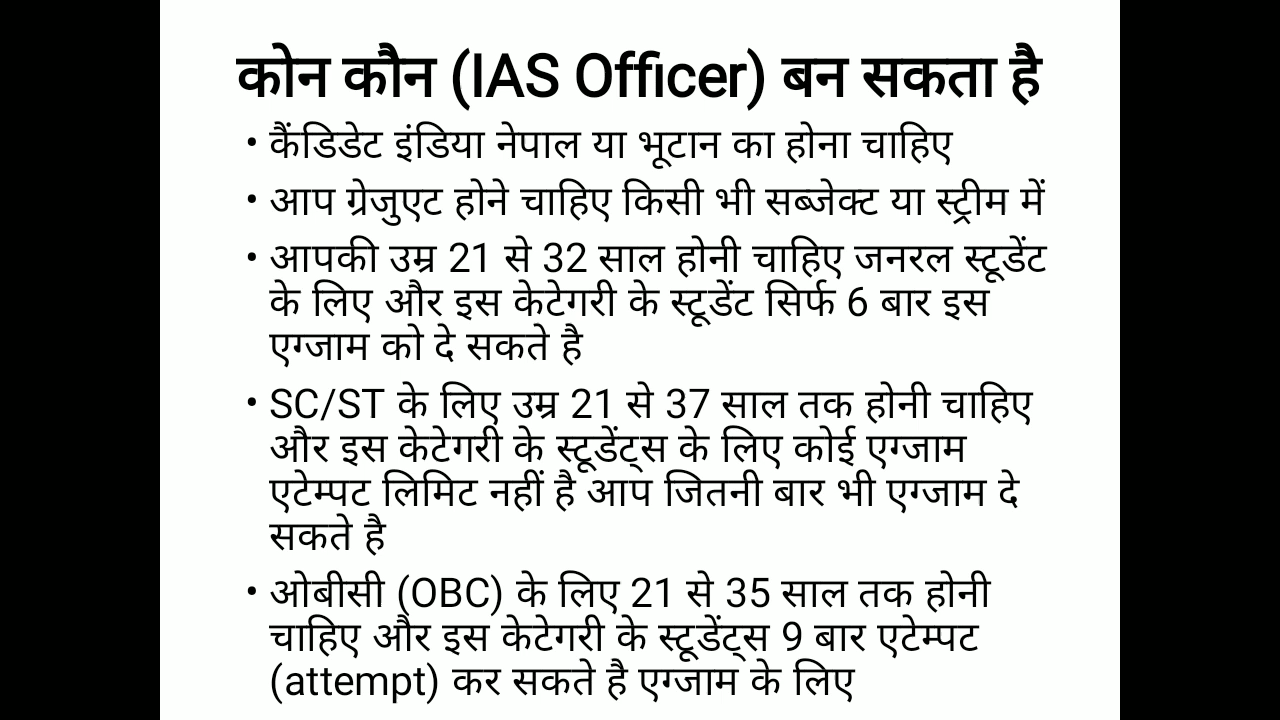 कोन कौन (IAS Officer) बन सकता है
• कैंडिडेट इंडिया नेपाल या भूटान का होना चाहिए
• आप ग्रेजुएट होने चाहिए किसी भी सब्जेक्ट या स्ट्रीम में
• आपकी उम्र 21 से 32 साल होनी चाहिए जनरल स्टूडेंट
के लिए और इस केटेगरी के स्टूडेंट सिर्फ 6 बार इस
एग्जाम को दे सकते है
• SC/ST के लिए उम्र 21 से 37 साल तक होनी चाहिए
और इस केटेगरी के स्टूडेंट्स के लिए कोई एग्जाम
एटेम्पट लिमिट नहीं है आप जितनी बार भी एग्जाम दे
सकते है
• ओबीसी (OBC) के लिए 21 से 35 साल तक होनी
चाहिए और इस केटेगरी के स्टूडेंट्स 9 बार एटेम्पट
(attempt) कर सकते है एग्जाम के लिए